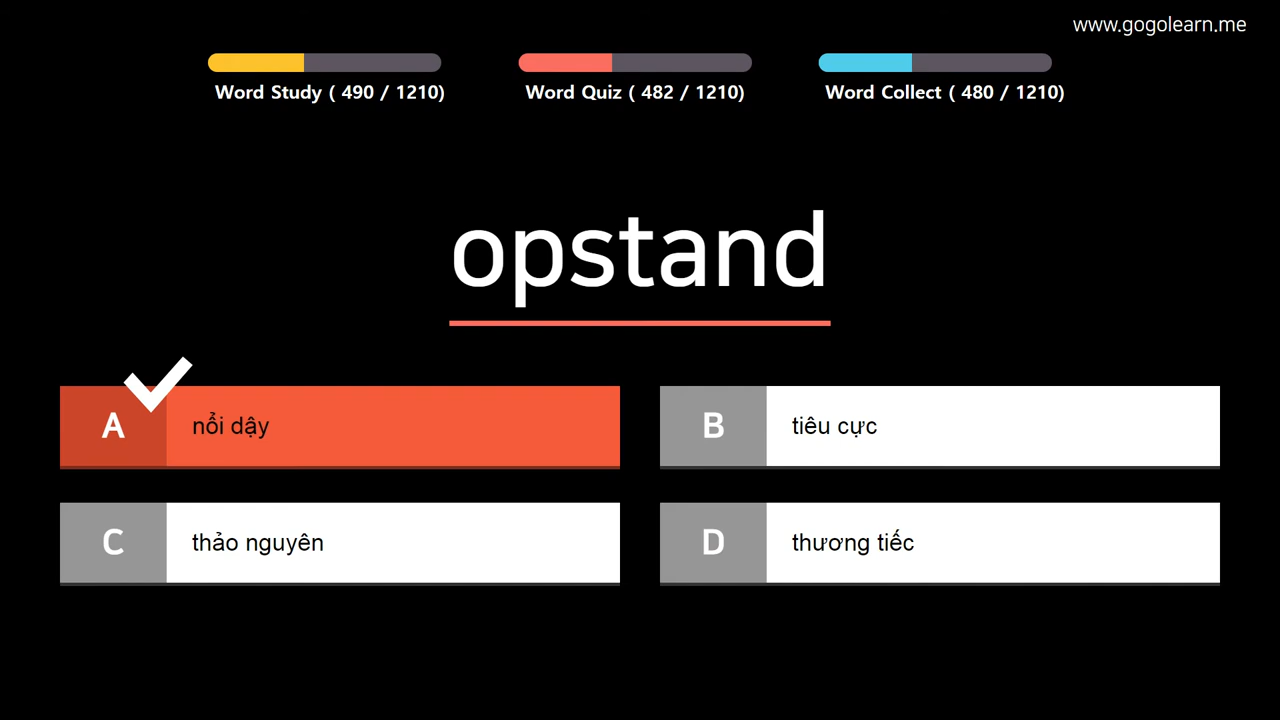 www.gogolearn.me
Word Study ( 490 / 1210)
Word Quiz ( 482 / 1210)
Word Collect ( 480 / 1210)
opstand
A nổi dậy
B tiêu cực
C thảo nguyên
D thương tiếc